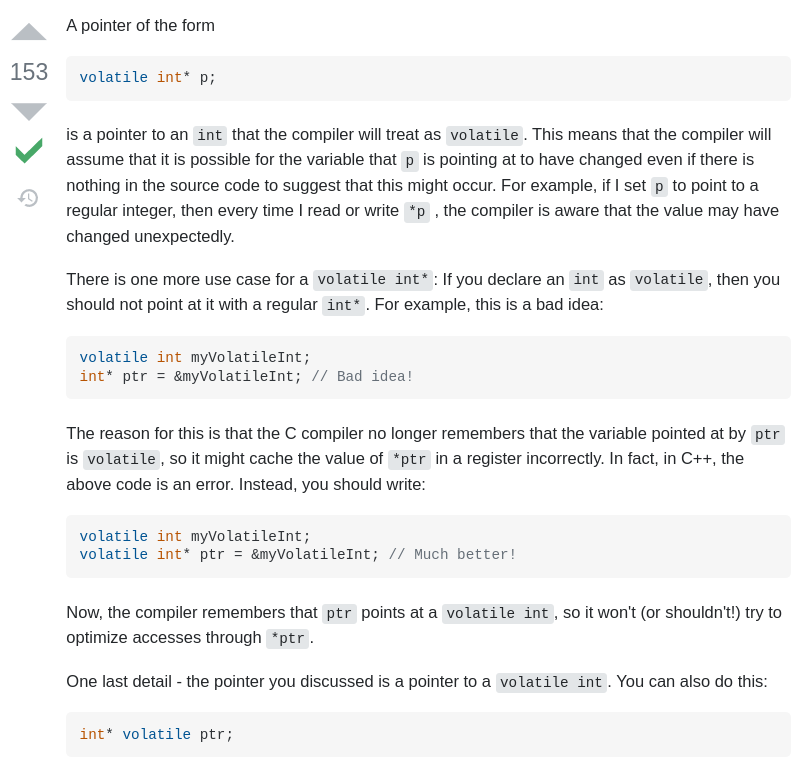 A pointer of the form
153
volatile int* p;
is a pointer to an int that the compiler will treat as volatile. This means that the compiler will
assume that it is possible for the variable that p is pointing at to have changed even if there is
nothing in the source code to suggest that this might occur. For example, if I set p to point to a
regular integer, then every time I read or write *p , the compiler is aware that the value may have
changed unexpectedly.
There is one more use case for a volatile int*: If you declare an int as volatile, then you
should not point at it with a regular int*. For example, this is a bad idea:
volatile int myVolatileInt;
int* ptr = &myVolatileInt; // Bad idea!
The reason for this is that the C compiler no longer remembers that the variable pointed at by ptr
is volatile, so it might cache the value of *ptr in a register incorrectly. In fact, in C++, the
above code is an error. Instead, you should write:
volatile int myVolatileInt;
volatile int* ptr = &myVolatileInt; // Much better!
Now, the compiler remembers that ptr points at a volatile int, so it won't (or shouldn't!) try to
optimize accesses through *ptr.
One last detail - the pointer you discussed is a pointer to a volatile int. You can also do this:
int* volatile ptr;